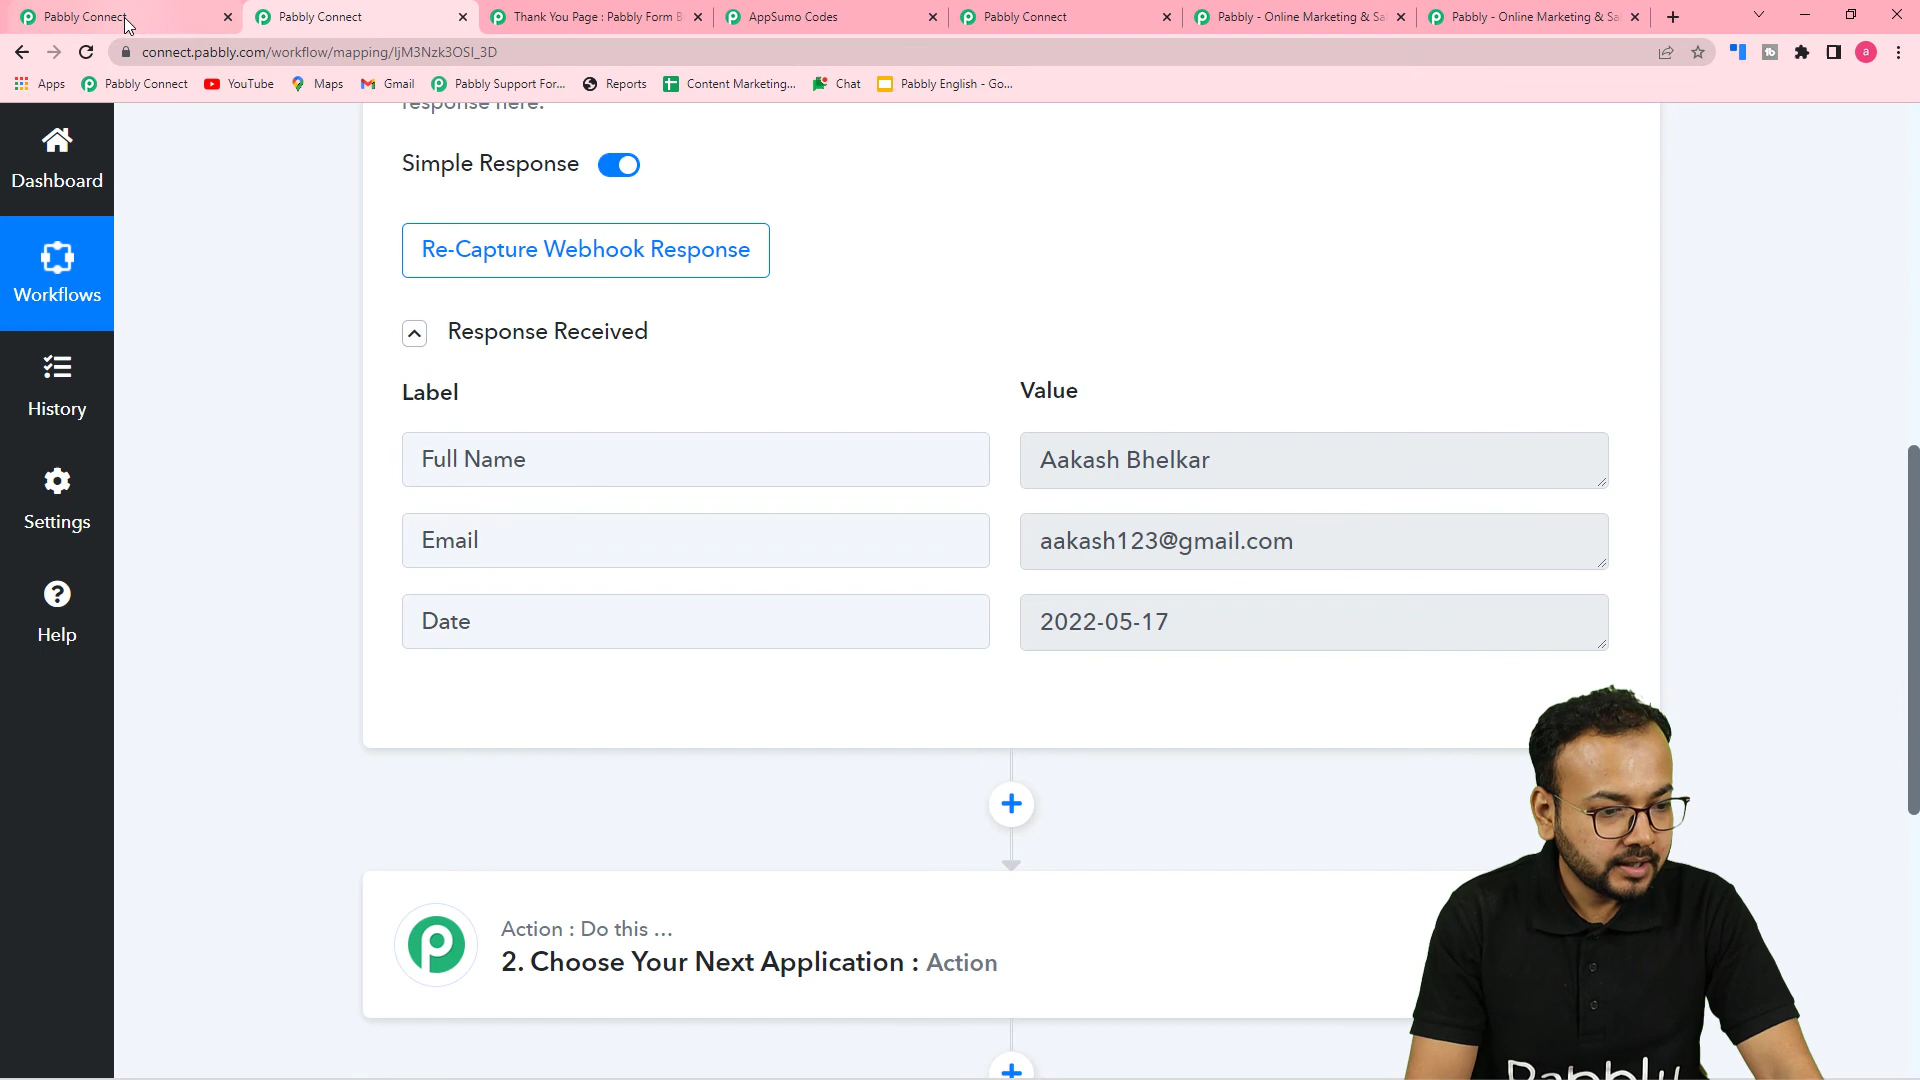 Pabbly Connect
Pabbly Connect
Thank You Page : Pabbly Form B
AppSumo Codes
Pabbly Connect
Pabbly - Online Marketing & Sa
Pabbly - Online Marketing & Sa
connect.pabbly.com/workflow/mapping/IjM3Nzk3OSI_3D
a
Apps
Pabbly Connect
YouTube
Maps
Gmail
Pabbly Support For...
Reports
Content Marketing...
Chat
Pabbly English - Go...
response here.
Dashboard
Workflows
History
Settings
Help
Simple Response
Re-Capture Webhook Response
Response Received
Label
Value
Full Name
Aakash Bhelkar
Email
aakash123@gmail.com
Date
2022-05-17
Action : Do this ...
2. Choose Your Next Application : Action
Pabbly